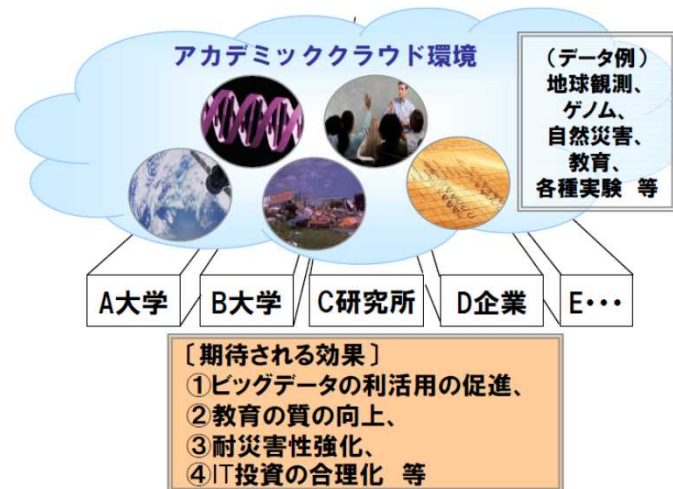 アカデミッククラウド環境
(データ例)
地球観測、
ゲノム、
自然災害、
教育、
各種実験 等
A大学
B大学
C研究所
D企業
E・・・
〔期待される効果〕
①ビッグデータの利活用の促進、
②教育の質の向上、
③耐災害性強化、
④IT投資の合理化 等